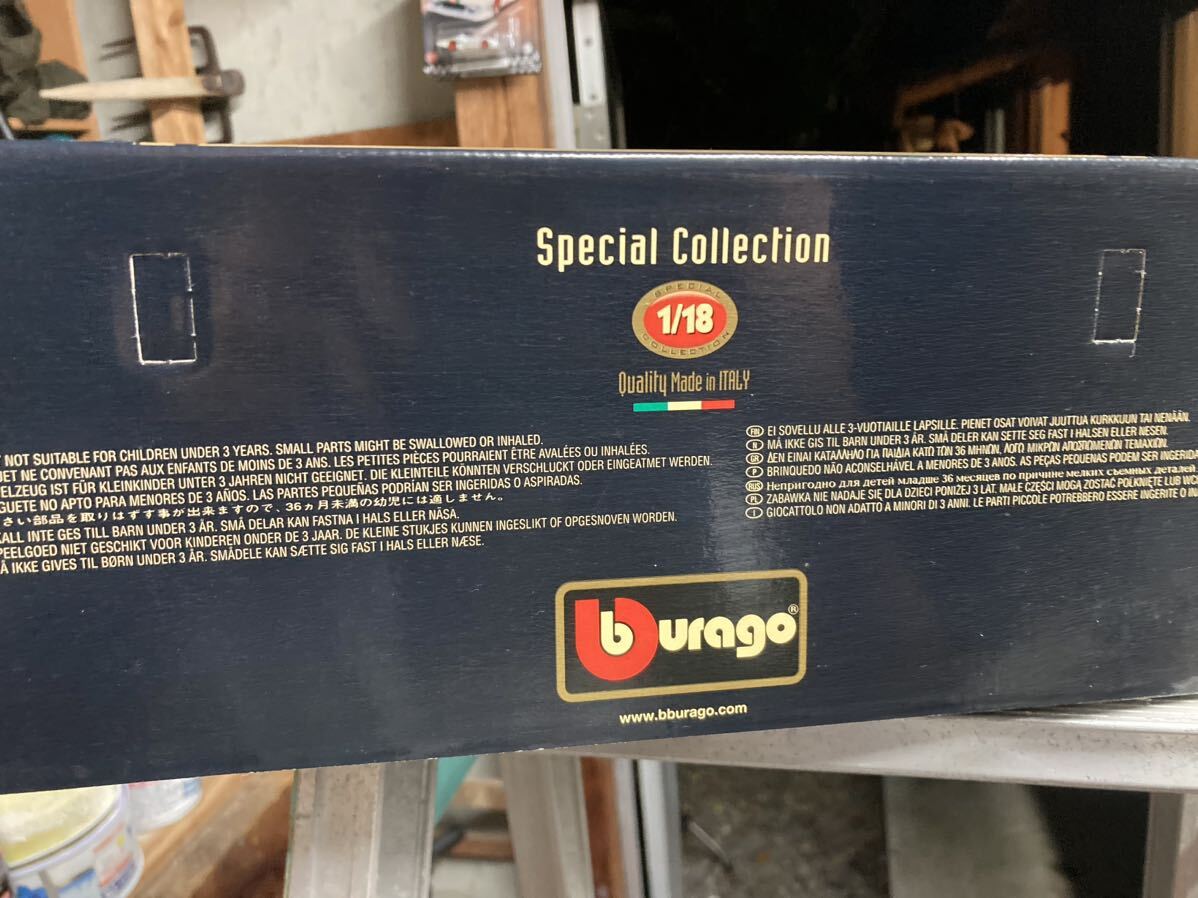 Special Collection
SPECIAL
1/18
COLLECTION
Quality Made in ITALY
NOT SUITABLE FOR CHILDREN UNDER 3 YEARS. SMALL PARTS MIGHT BE SWALLOWED OR INHALED.
ET NE CONVENANT PAS AUX ENFANTS DE MOINS DE 3 ANS. LES PETITES PIÈCES POURRAIENT ÊTRE AVALÉES OU INHALÉES.
ELZEUG IST FÜR KLEINKINDER UNTER 3 JAHREN NICHT GEEIGNET. DIE KLEINTEILE KÖNNTEN VERSCHLUCKT ODER EINGEATMET WERDEN.
GUETE NO APTO PARA MENORES DE 3 AÑOS. LAS PARTES PEQUEÑAS PODRÍAN SER INGERIDAS O ASPIRADAS.
さい部品を取りはずす事が出来ますので、36ヵ月未満の幼児には適しません。
KALL INTE GES TILL BARN UNDER 3 ÅR. SMÅ DELAR KAN FASTNA I HALS ELLER NÄSA.
PEELGOED NIET GESCHIKT VOOR KINDEREN ONDER DE 3 JAAR. DE KLEINE STUKJES KUNNEN INGESLIKT OF OPGESNOVEN WORDEN.
Å IKKE GIVES TIL BØRN UNDER 3 ÅR. SMÅDELE KAN SÆTTE SIG FAST I HALS ELLER NÆSE.
FIN EI SOVELLU ALLE 3-VUOTIAILLE LAPSILLE. PIENET OSAT VOIVAT JUUTTUA KURKKUUN TAI NENÄÄN.
N MÅ IKKE GIS TIL BARN UNDER 3 ÅR. SMÅ DELER KAN SETTE SEG FAST I HALSEN ELLER NESEN.
GR ΔΕΝ ΕΙΝΑΙ ΚΑΤΑΛΛΗΛΟ ΓΙΑ ΠΑΙΔΙΑ ΚΑΤΩ ΤΩΝ 36 ΜΗΝΩΝ, ΛΟΓΩ ΜΙΚΡΩΝ ΑΠΟΣΠΩΜΕΝΩΝ ΤΕΜΑΧΙΩΝ.
P BRINQUEDO NÃO ACONSELHÁVEL A MENORES DE 3 ANOS. AS PEÇAS PEQUENAS PODEM SER INGERIDAS
RUS Непригодно для детей младше 36 месяцев по причине мелких съемных деталей
PL ZABAWKA NIE NADAJE SIĘ DLA DZIECI PONIŻEJ 3 LAT. MAŁE CZĘŚCI MOGĄ ZOSTAĆ POŁKNIĘTE LUB
I GIOCATTOLO NON ADATTO A MINORI DI 3 ANNI. LE PARTI PICCOLE POTREBBERO ESSERE INGERITE O
bburago®
www.bburago.com